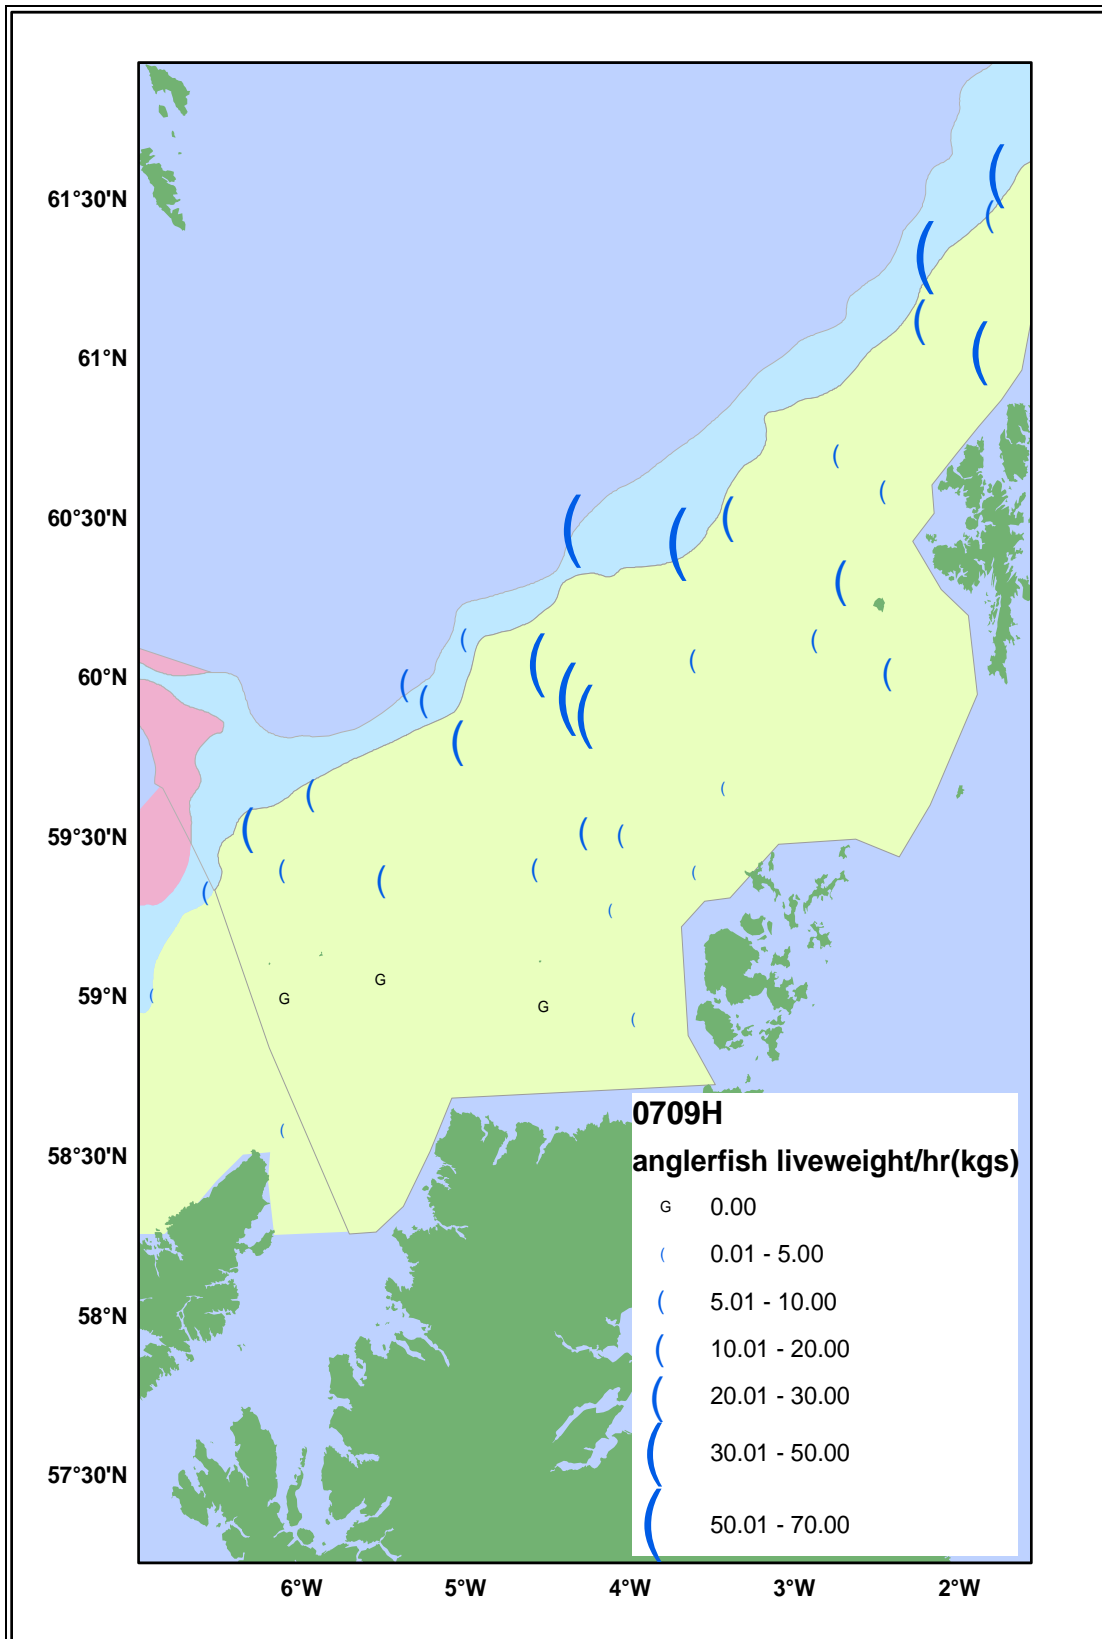 61°30'N
61°N
60°30'N
60°N
59°30'N
59°N
58°30'N
58°N
57°30'N
G
G
G
0709H
anglerfish liveweight/hr(kgs)
G 0.00
( 0.01 - 5.00
( 5.01 - 10.00
( 10.01 - 20.00
( 20.01 - 30.00
( 30.01 - 50.00
( 50.01 - 70.00
6°W 5°W 4°W 3°W 2°W